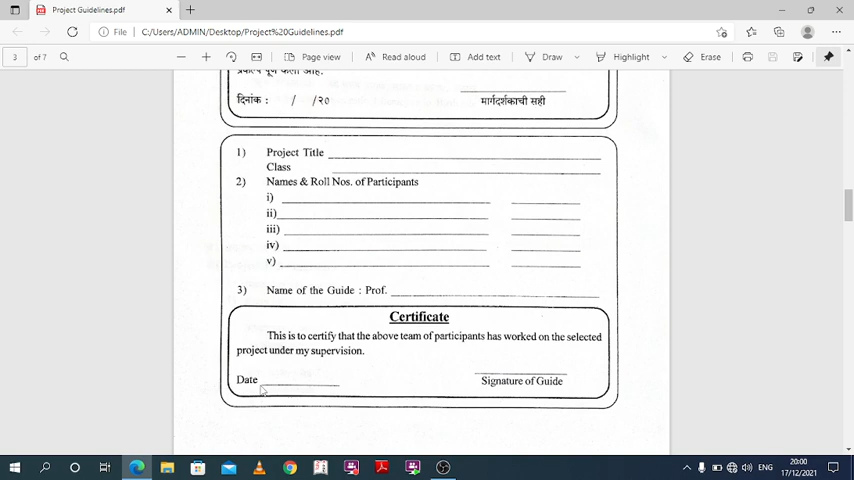 Project Guidelines.pdf
File
C:/Users/ADMIN/Desktop/Project%20Guidelines.pdf
3 of 7
Page view
Read aloud
Add text
Draw
Highlight
Erase
प्रकल्प पूर्ण केला आहे.
दिनांक : / /२०
मार्गदर्शकाची सही
1) Project Title
Class
2) Names & Roll Nos. of Participants
i)
ii)
iii)
iv)
v)
3) Name of the Guide : Prof.
Certificate
This is to certify that the above team of participants has worked on the selected
project under my supervision.
Date
Signature of Guide
ENG
20:00
17/12/2021